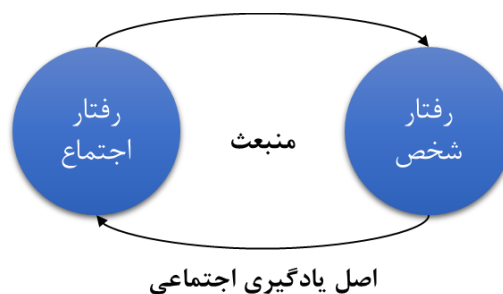 رفتار
شخص
منبعث
رفتار
اجتماع
اصل یادگیری اجتماعی